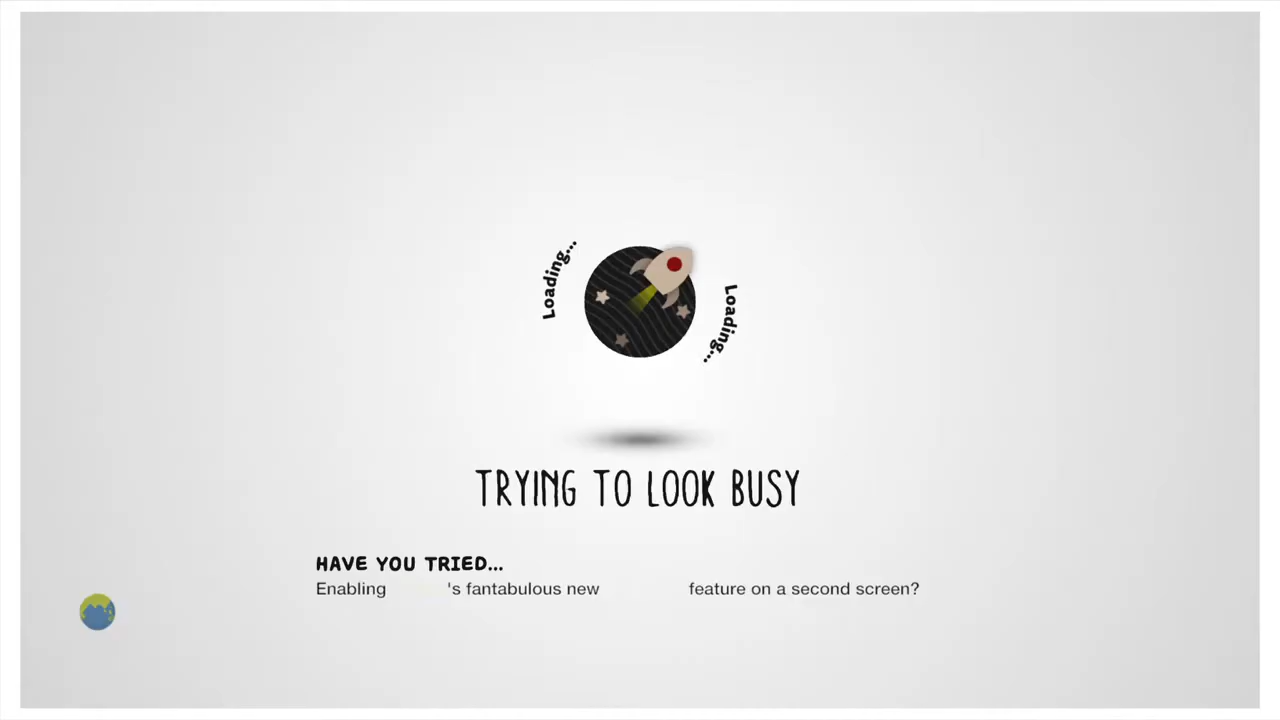 Loading...
Loading...
TRYING TO LOOK BUSY
HAVE YOU TRIED...
Enabling 's fantabulous new feature on a second screen?